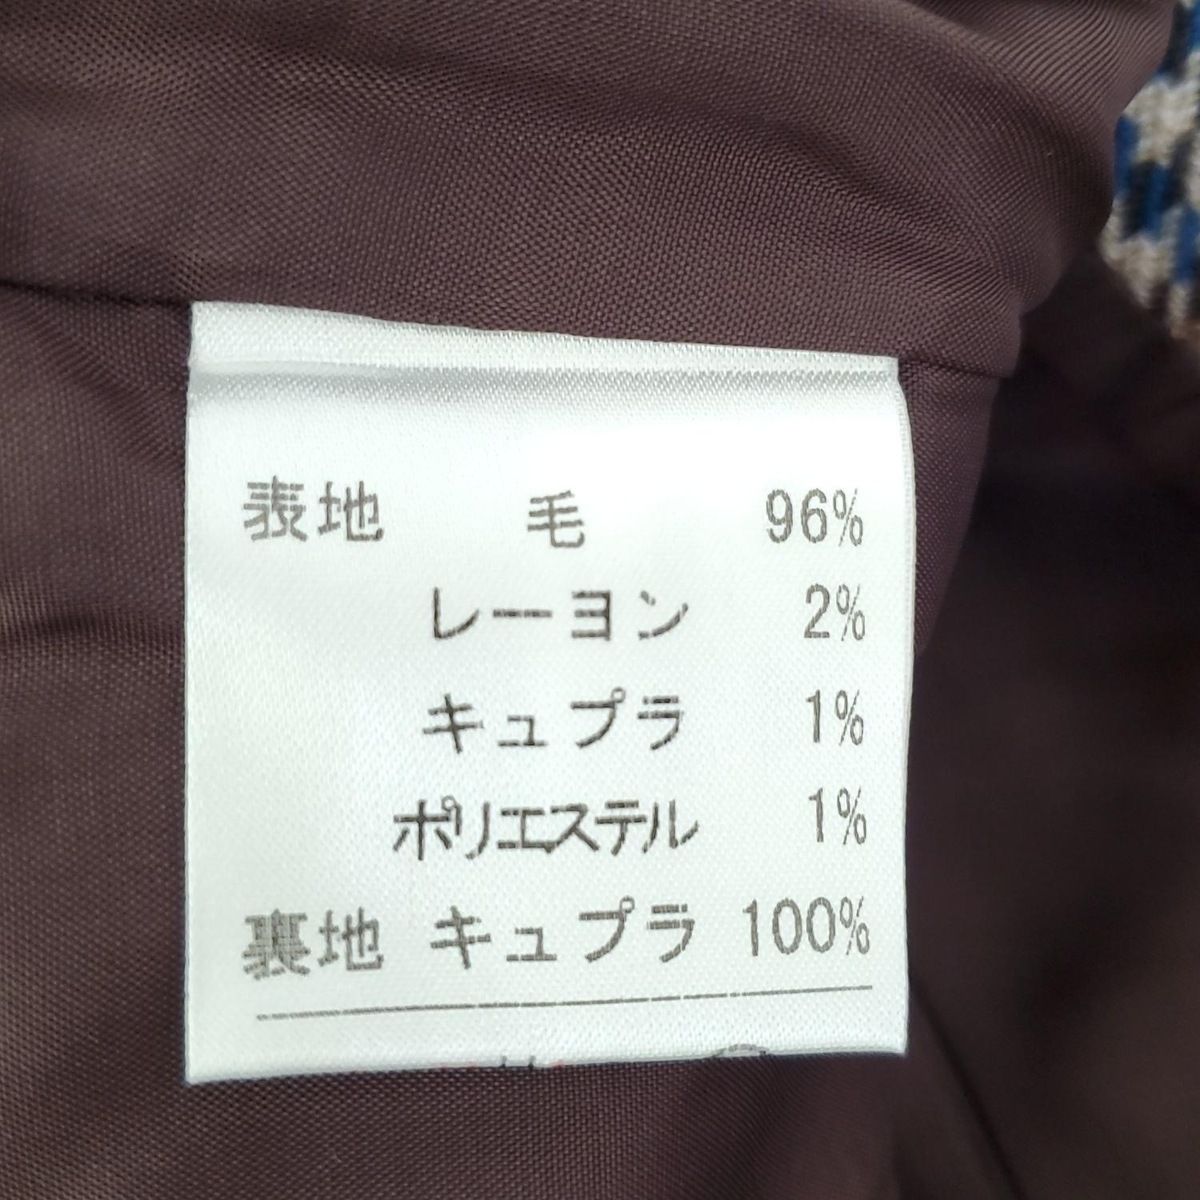 表地 毛 96%
レーヨン 2%
キュプラ 1%
ポリエステル 1%
裏地 キュプラ 100%